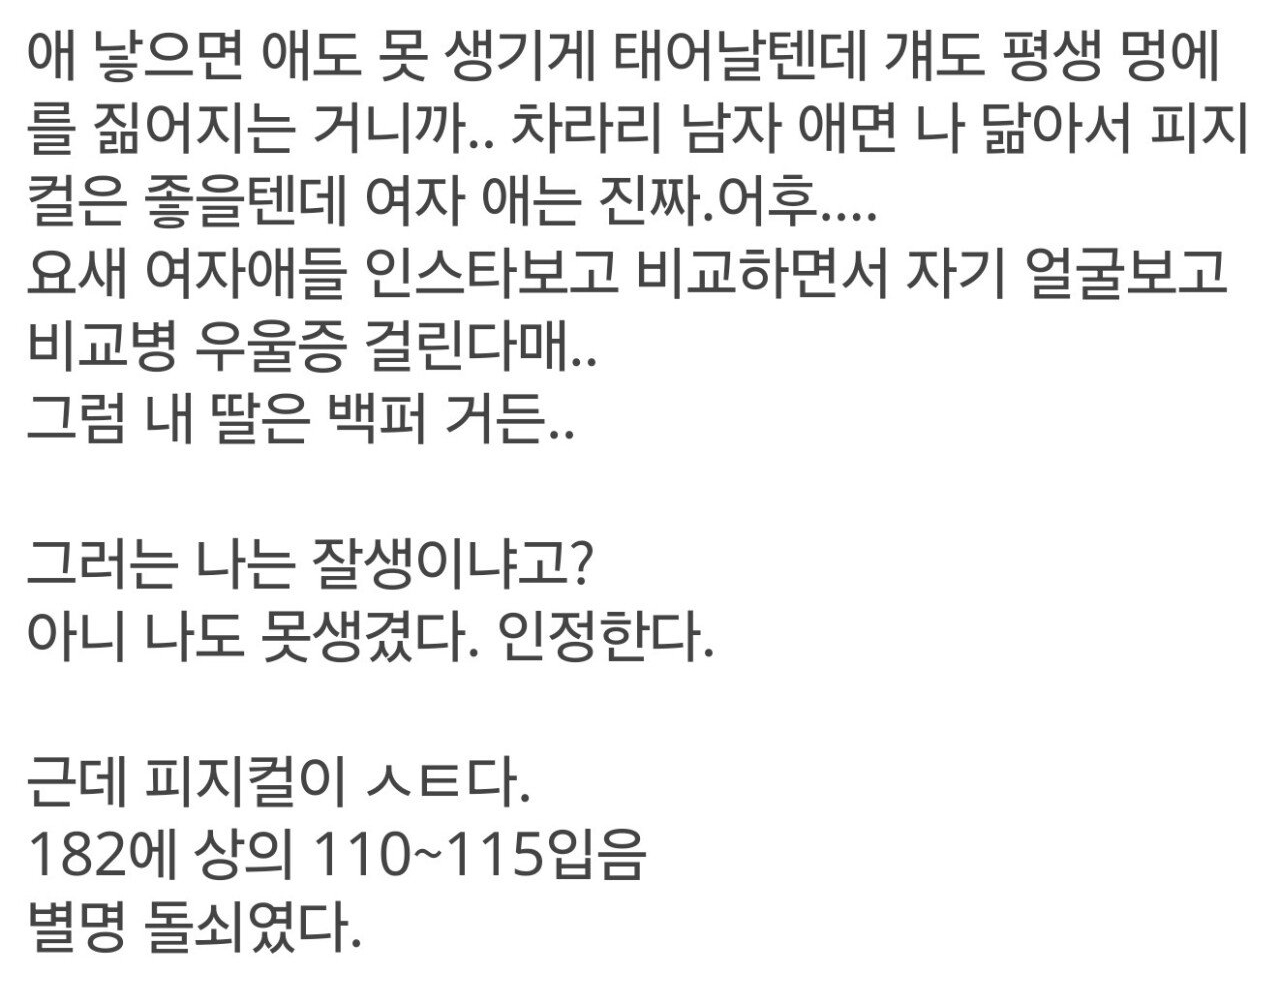 애 낳으면 애도 못 생기게 태어날텐데 걔도 평생 멍에
를 짊어지는 거니까.. 차라리 남자 애면 나 닮아서 피지
컬은 좋을텐데 여자 애는 진짜.어후....
요새 여자애들 인스타보고 비교하면서 자기 얼굴보고
비교병 우울증 걸린다매..
그럼 내 딸은 백퍼 거든..
그러는 나는 잘생이냐고?
아니 나도 못생겼다. 인정한다.
근데 피지컬이 ㅅㅌ다.
182에 상의 110~115입음
별명 돌쇠였다.